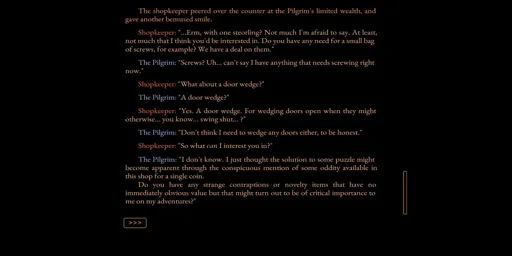 The shopkeeper peered over the counter at the Pilgrim's limited wealth, and
gave another bemused smile.
Shopkeeper: "...Erm, with one steorling? Not much I'm afraid to say. At least,
not much that I think you'd be interested in. Do you have any need for a small bag
of screws, for example? We have a deal on them."
The Pilgrim: "Screws? Uh... can't say I have anything that needs screwing right
now."
Shopkeeper: "What about a door wedge?"
The Pilgrim: "A door wedge?"
Shopkeeper: "Yes. A door wedge. For wedging doors open when they might
otherwise... you know... swing shut... ?"
The Pilgrim: "Don't think I need to wedge any doors either, to be honest."
Shopkeeper: "So what can I interest you in?"
The Pilgrim: "I don't know. I just thought the solution to some puzzle might
become apparent through the conspicuous mention of some oddity available in
this shop for a single coin.
Do you have any strange contraptions or novelty items that have no
immediately obvious value but that might turn out to be of critical importance to
me on my adventures?"
>>>